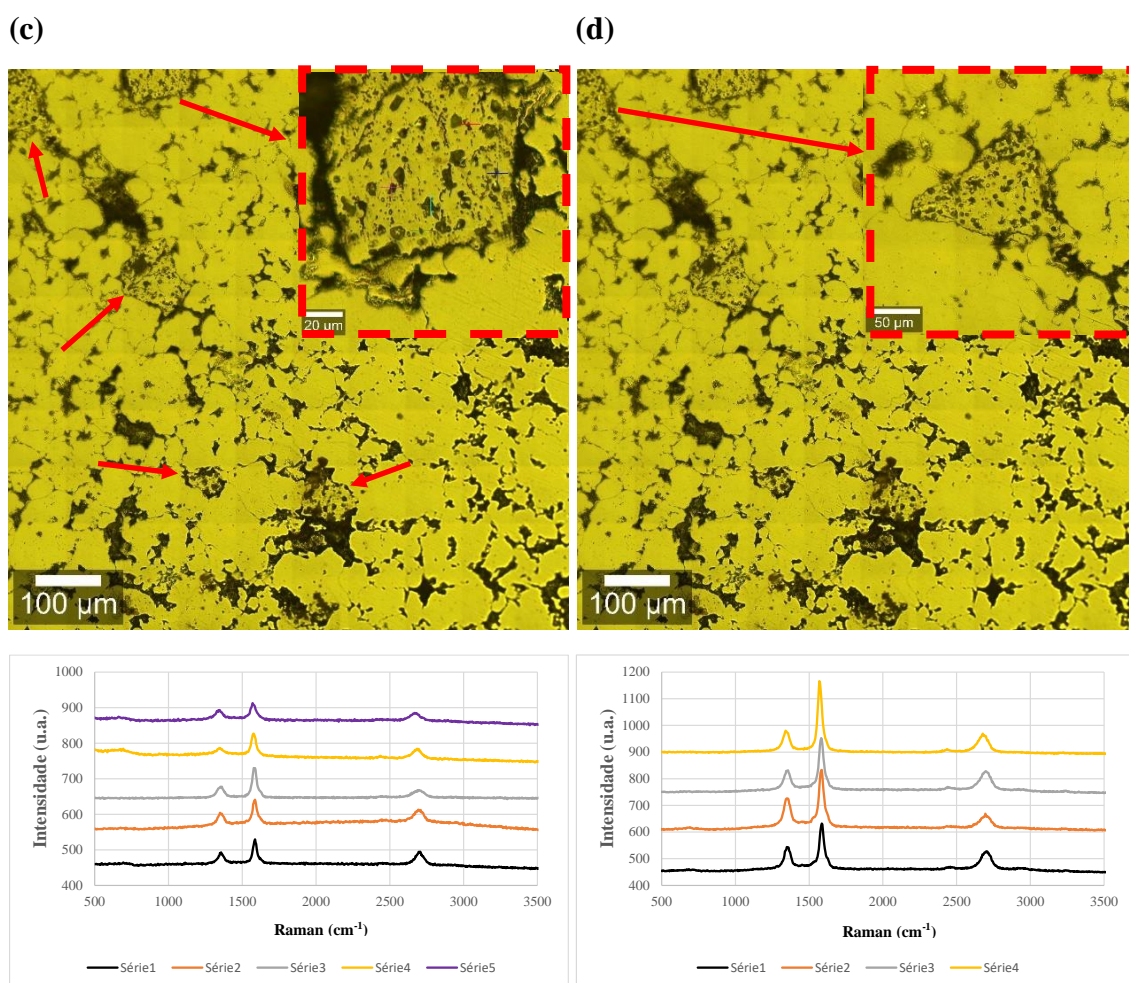 (c)
(d)
20 µm
50 µm
100 µm
100 µm
1000
900
800
700
600
500
400
Intensidade (u.a.)
500 1000 1500 2000 2500 3000 3500
Raman (cm-1)
Série1 Série2 Série3 Série4 Série5
1200
1100
1000
900
800
700
600
500
400
Intensidade (u.a.)
500 1000 1500 2000 2500 3000 3500
Raman (cm-1)
Série1 Série2 Série3 Série4